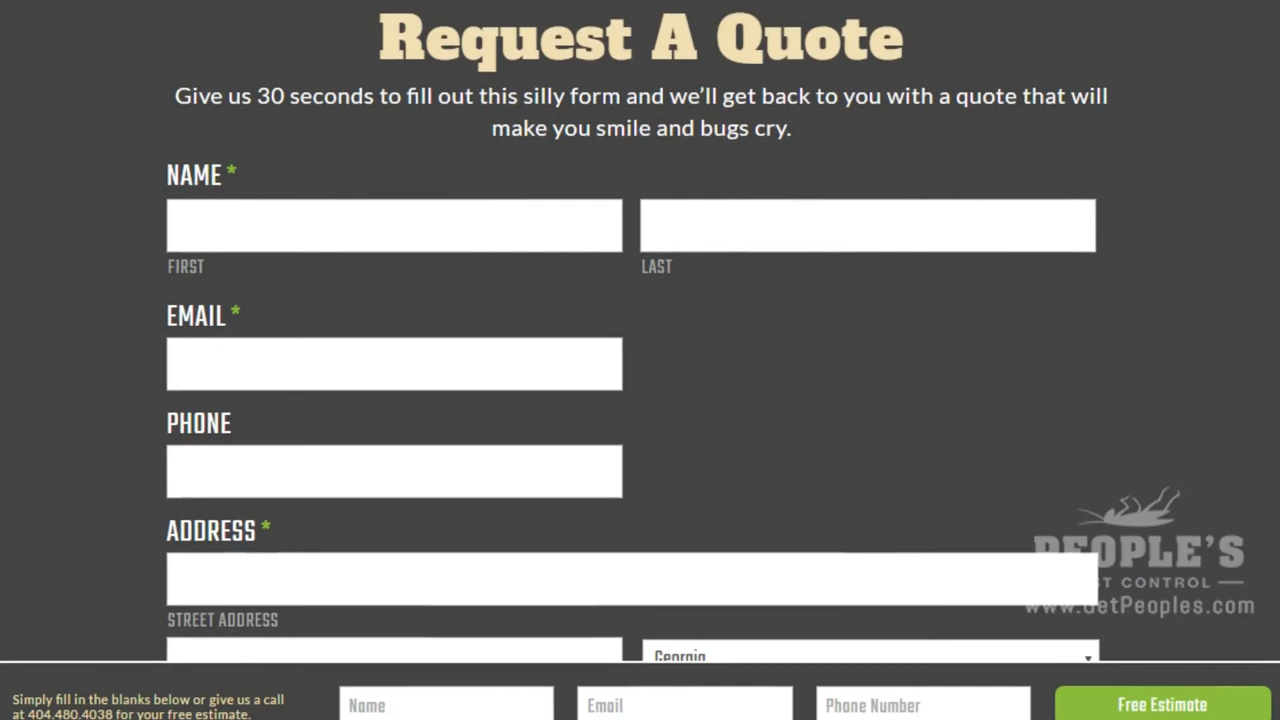 Request A Quote
Give us 30 seconds to fill out this silly form and we’ll get back to you with a quote that will
make you smile and bugs cry.
NAME *
FIRST
LAST
EMAIL *
PHONE
ADDRESS *
PEOPLE’S
CONTROL
www.GetPeoples.com
STREET ADDRESS
Georgia
Simply fill in the blanks below or give us a call
at 404.480.4038 for your free estimate.
Name
Email
Phone Number
Free Estimate